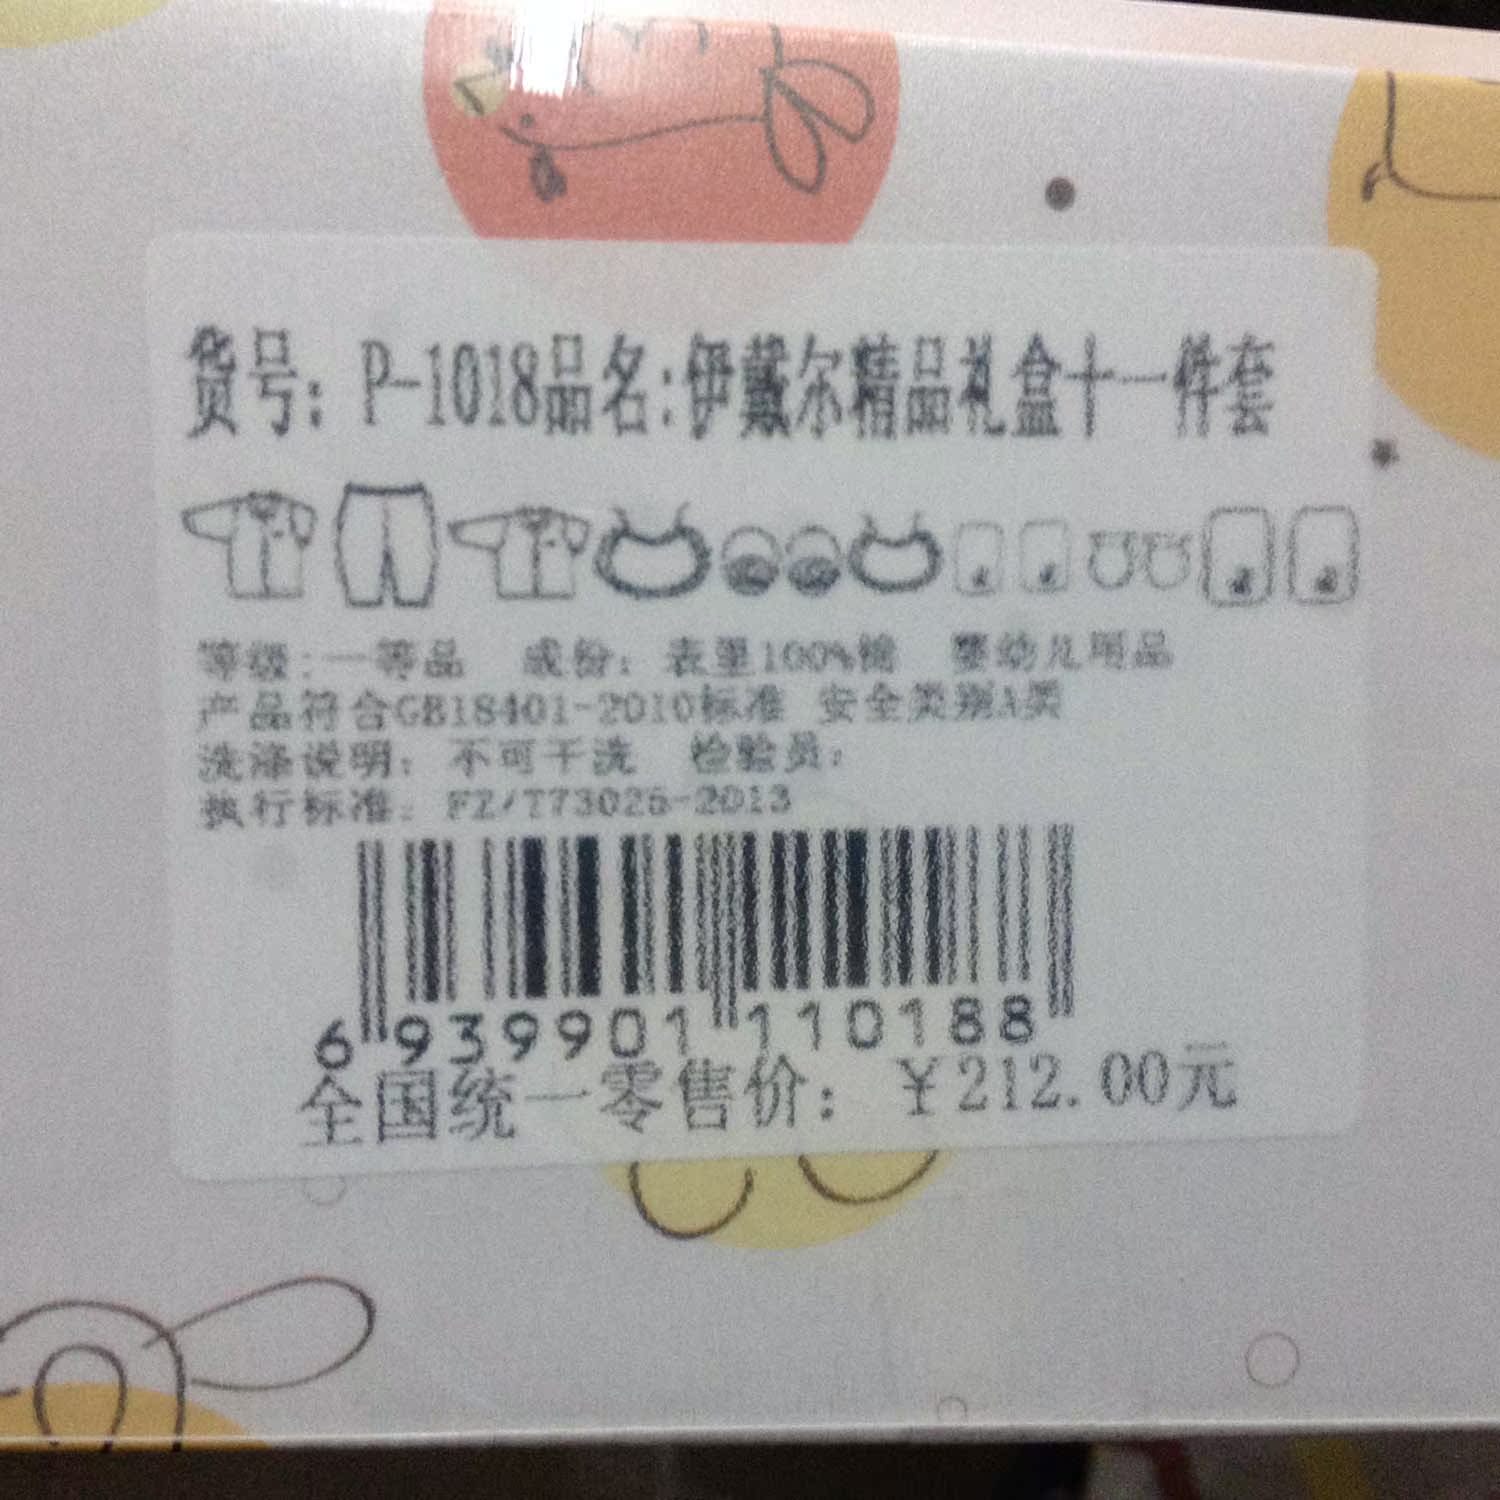 货号：P-1018品名：伊戴尔精品礼盒十一件套
等级：一等品 成份：表里100%棉 婴幼儿用品
产品符合GB18401-2010标准 安全类别A类
洗涤说明：不可干洗 检验员：
执行标准：FZ/T73025-2013
6 939901 110188
全国统一零售价：￥212.00元